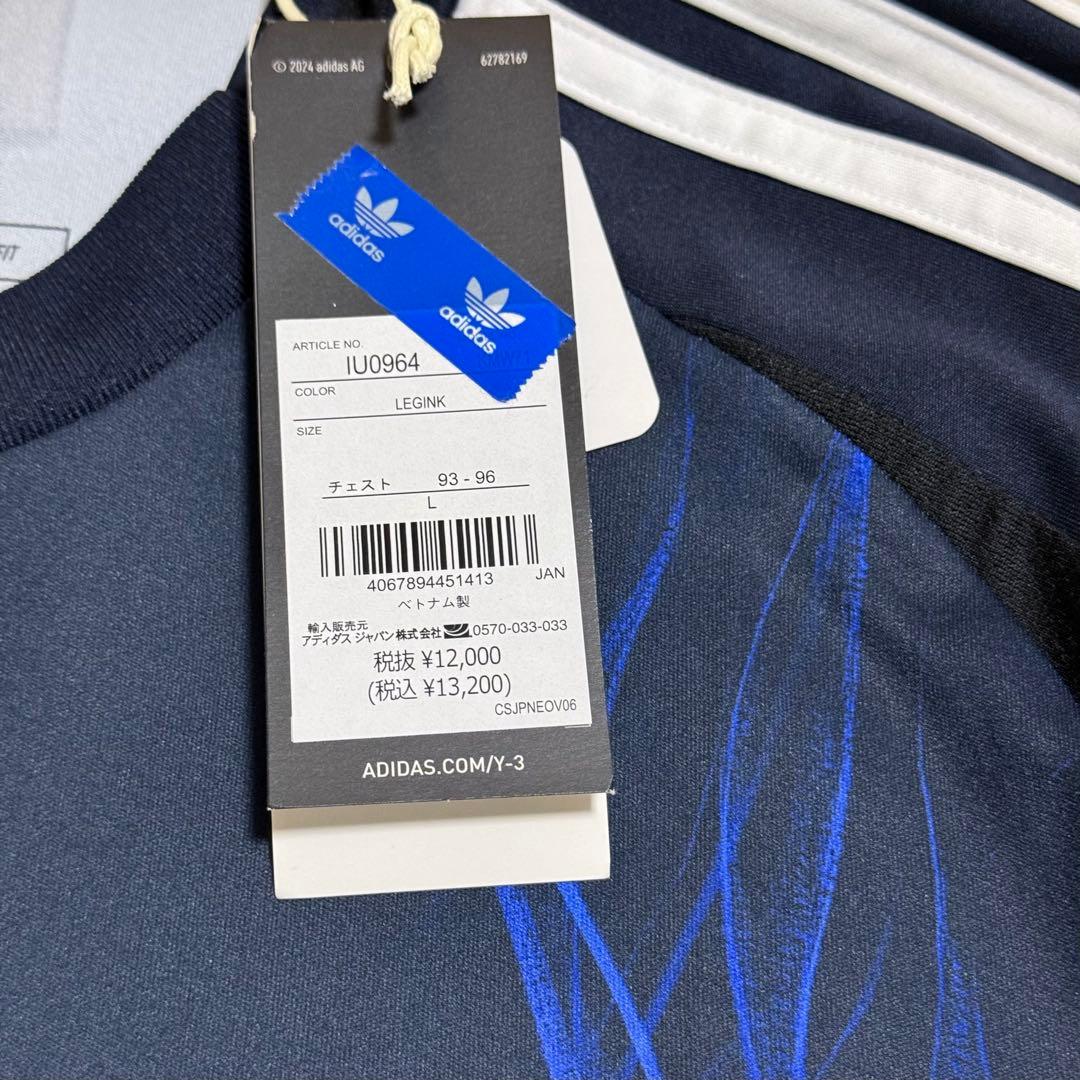 © 2024 adidas AG 62782169
adidas
adidas
ARTICLE NO.
IU0964
COLOR
LEGINK
SIZE
チェスト 93 - 96
L
4067894451413 JAN
ベトナム製
輸入販売元
アディダス ジャパン株式会社 0570-033-033
税抜 ¥12,000
(税込 ¥13,200)
CSJPNEOV06
ADIDAS.COM/Y-3